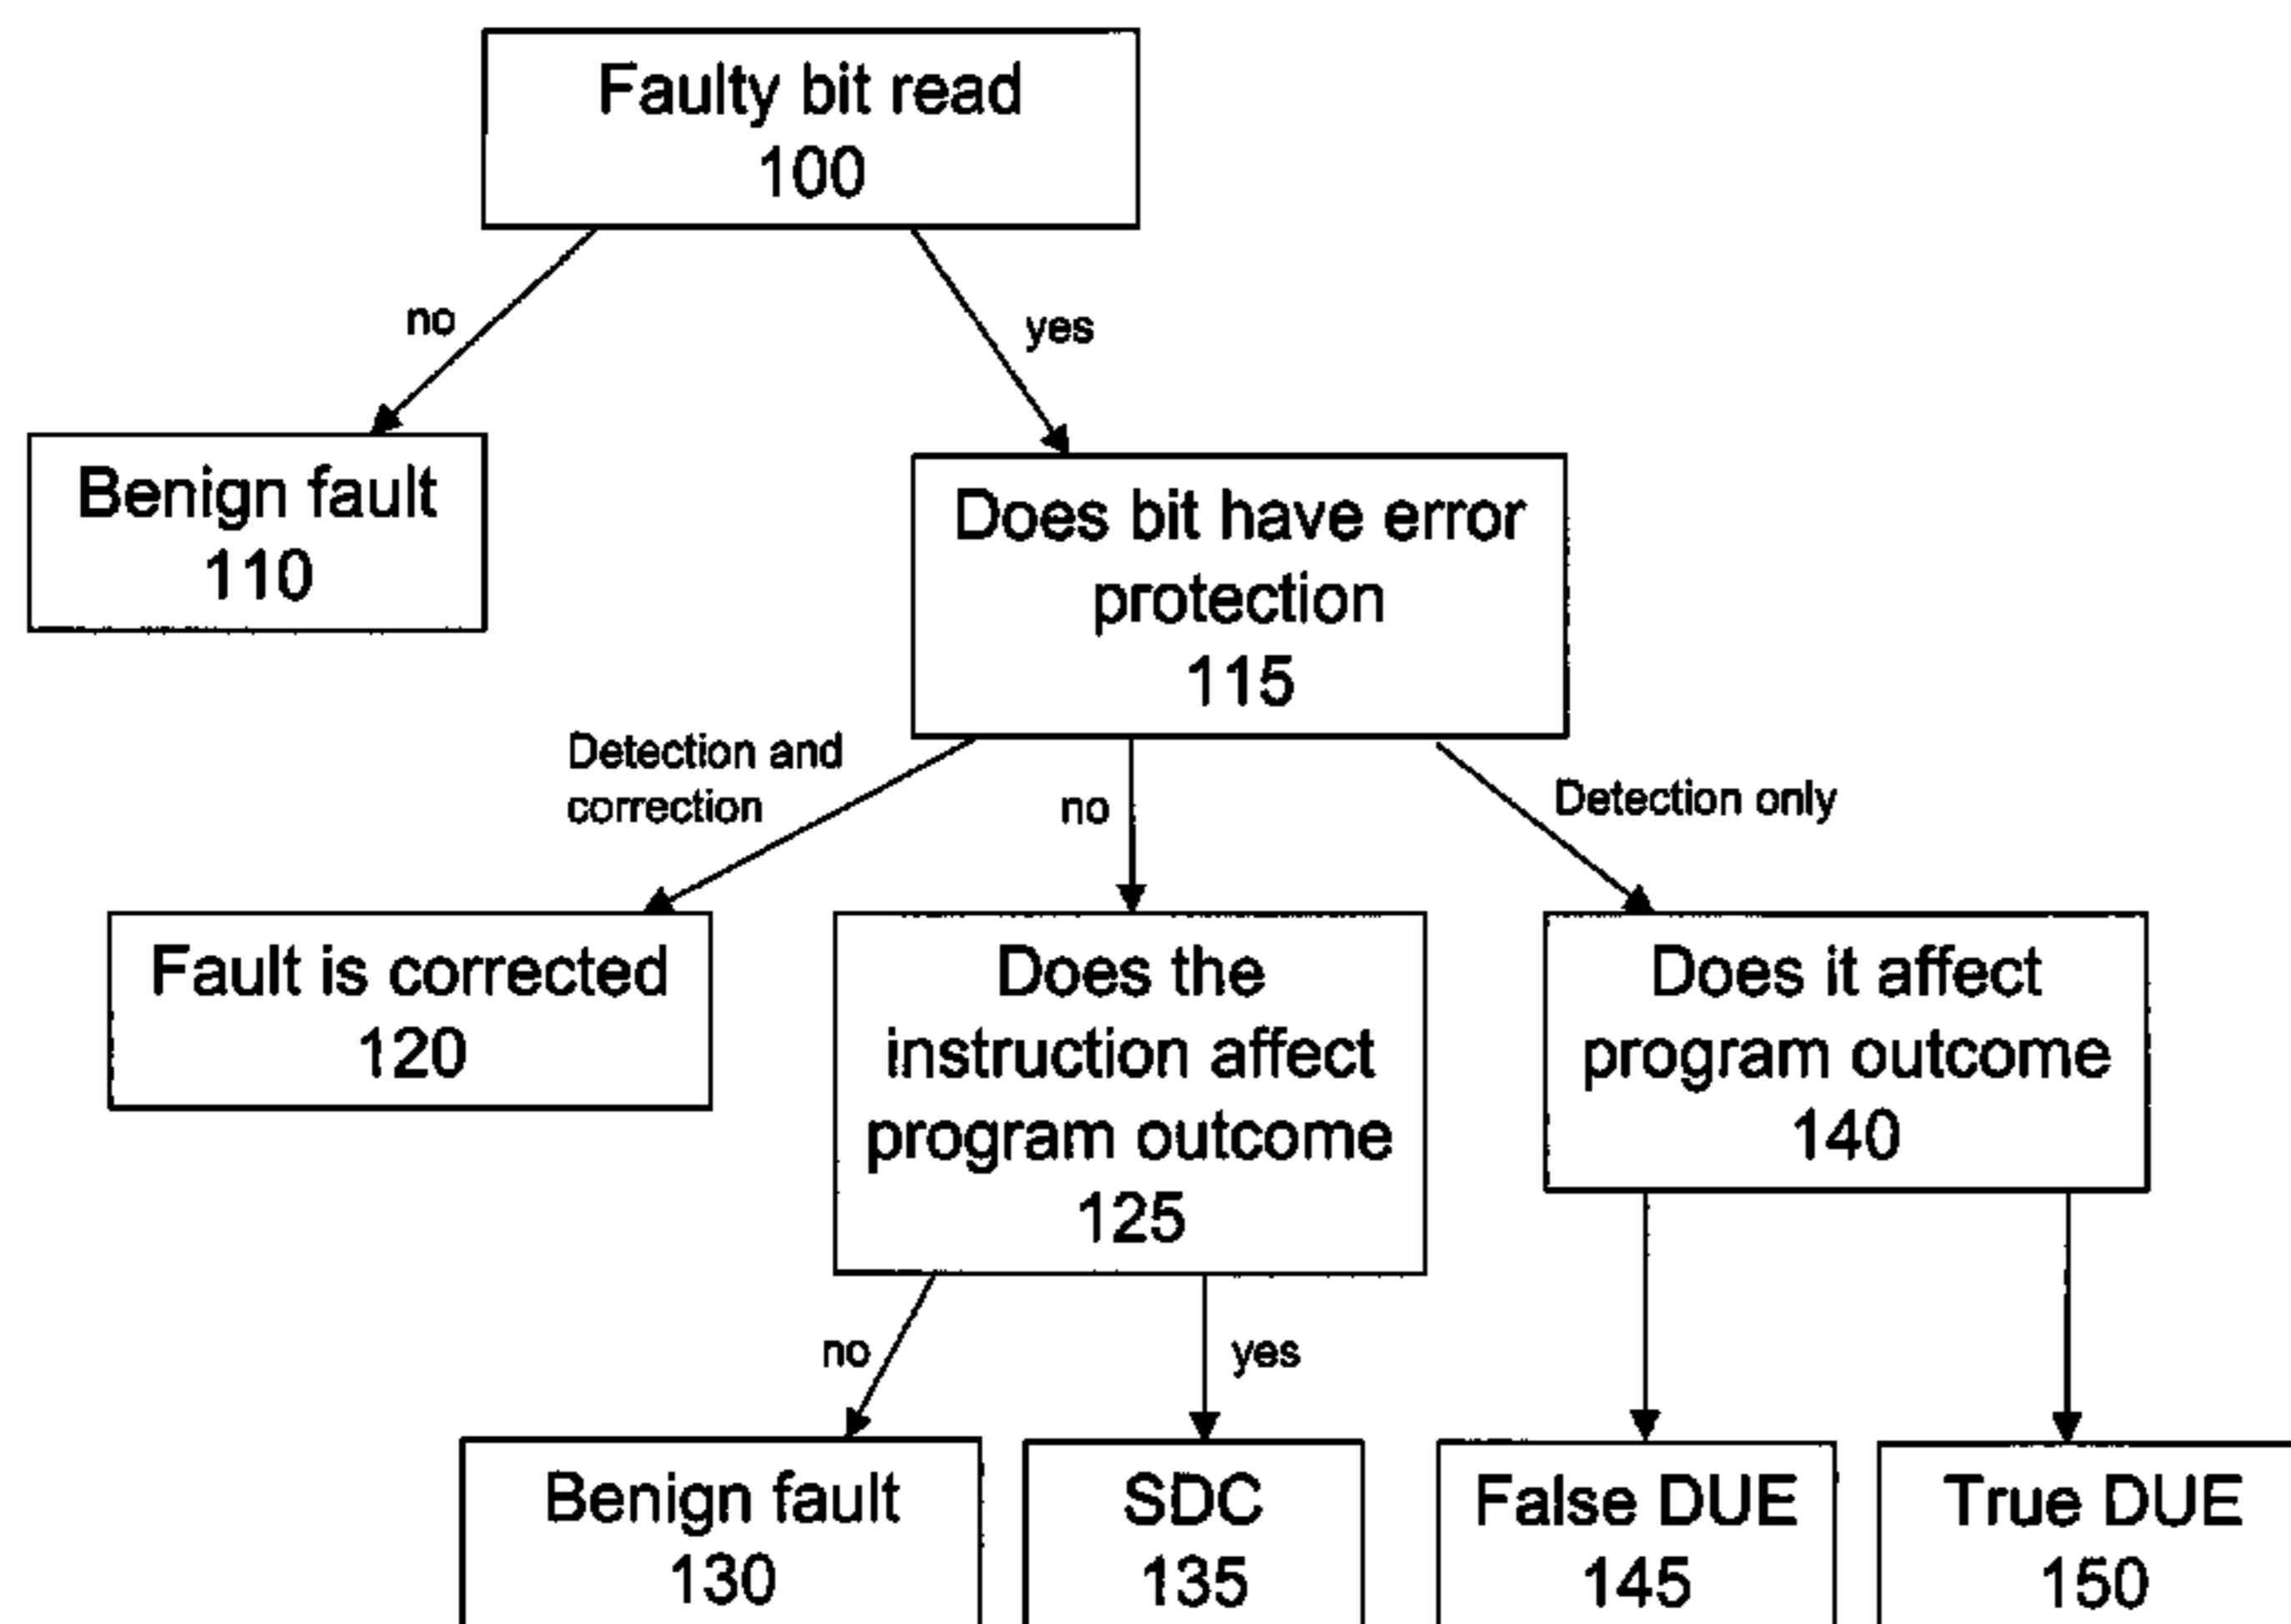 Faulty bit read
100
no
yes
Benign fault
110
Does bit have error
protection
115
Detection and
correction
no
Detection only
Fault is corrected
120
Does the
instruction affect
program outcome
125
Does it affect
program outcome
140
no
yes
Benign fault
130
SDC
135
False DUE
145
True DUE
150